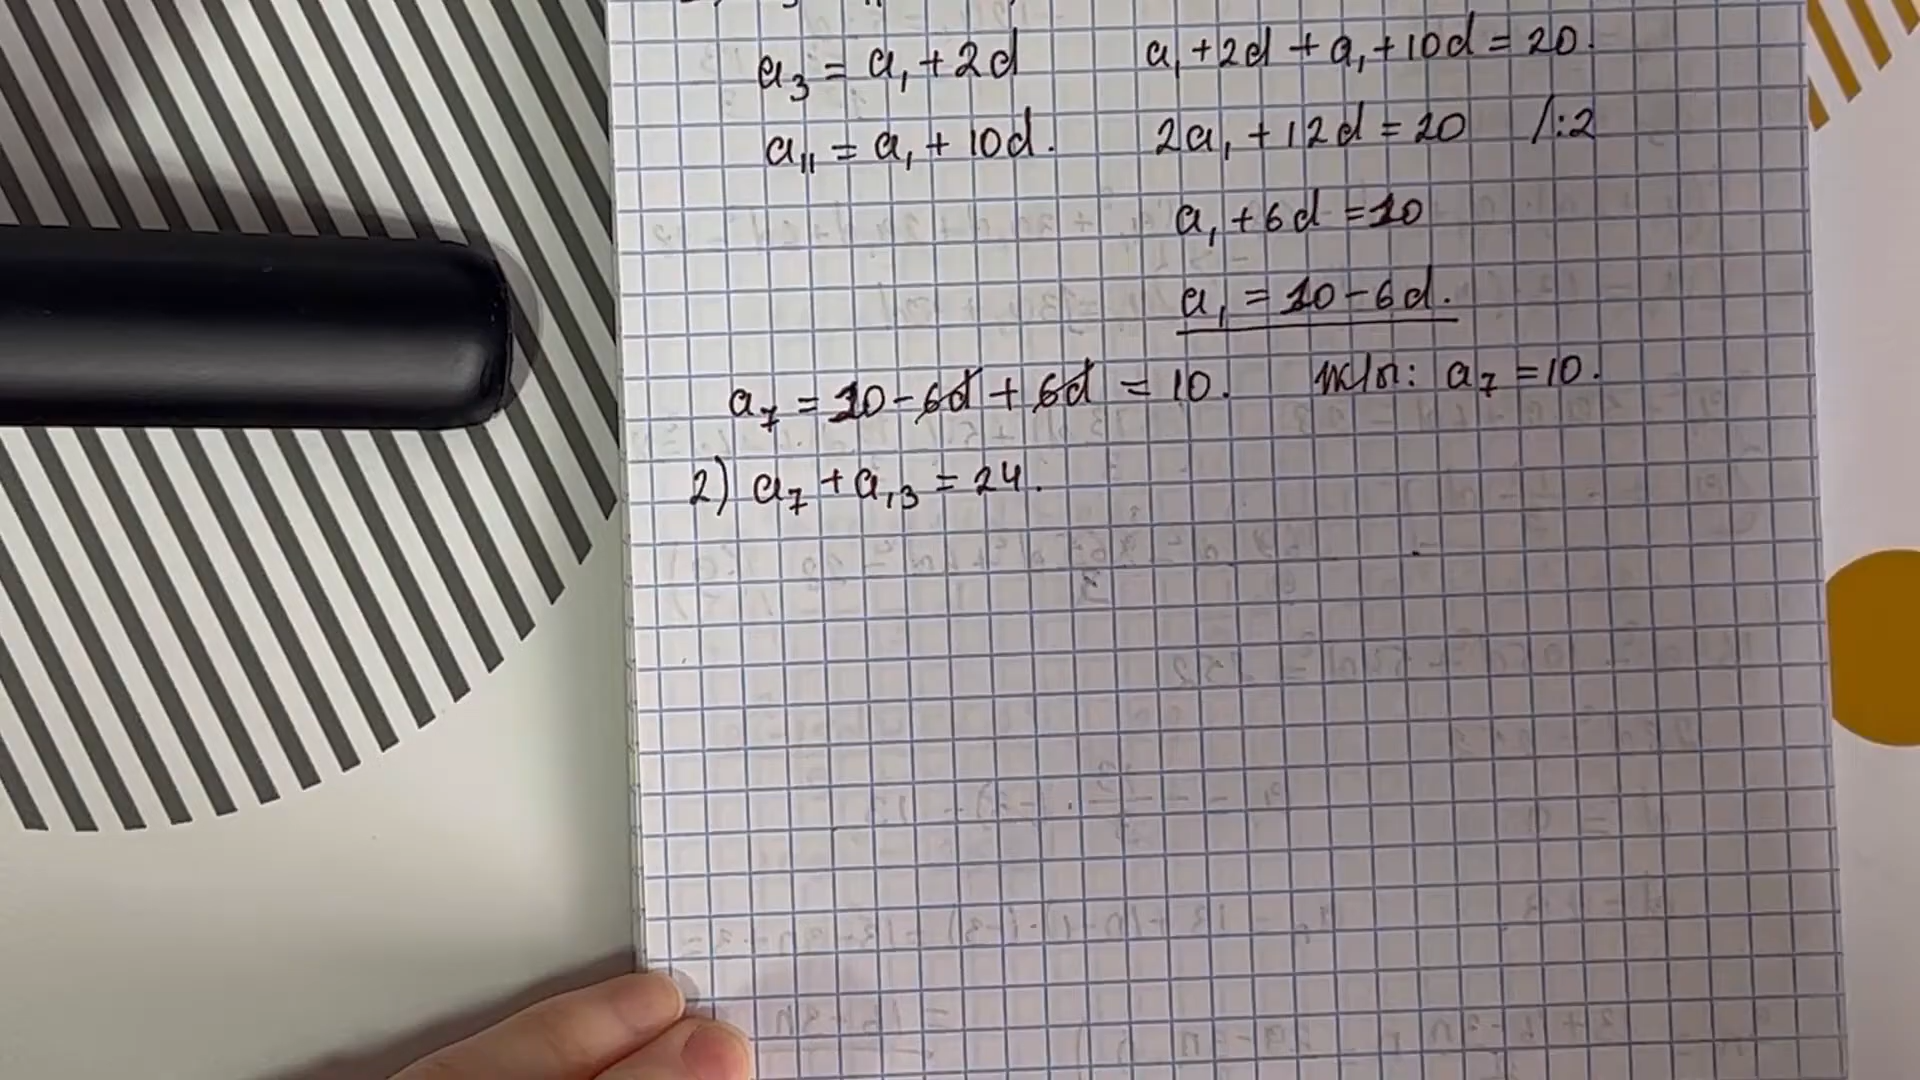 a₃ = a₁ + 2d
a₁ + 2d + a₁ + 10d = 20.
a₁₁ = a₁ + 10d.
2a₁ + 12d = 20 /:2
a₁ + 6d = 10
a₁ = 10 - 6d.
a₇ = 10 - 6d + 6d = 10. ж/п: a₇ = 10.
2) a₇ + a₁₃ = 24.